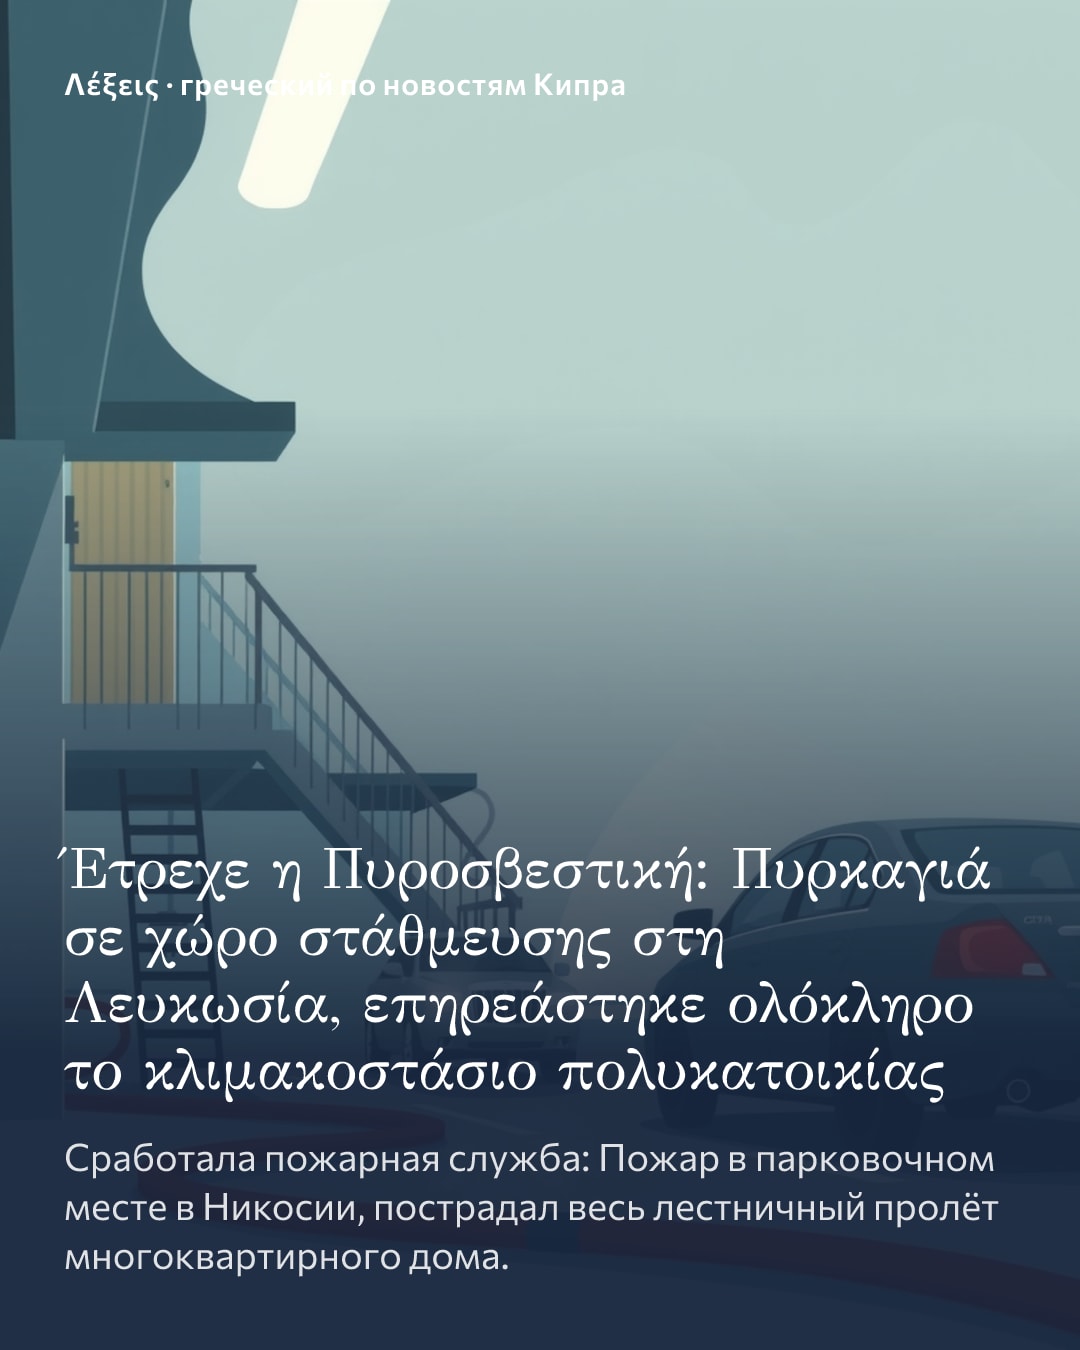 Λέξεις · греческий по новостям Кипра
Έτρεχε η Πυροσβεστική: Πυρκαγιά
σε χώρο στάθμευσης στη
Λευκωσία, επηρεάστηκε ολόκληρο
το κλιμακοστάσιο πολυκατοικίας
Сработала пожарная служба: Пожар в парковочном
месте в Никосии, пострадал весь лестничный пролёт
многоквартирного дома.